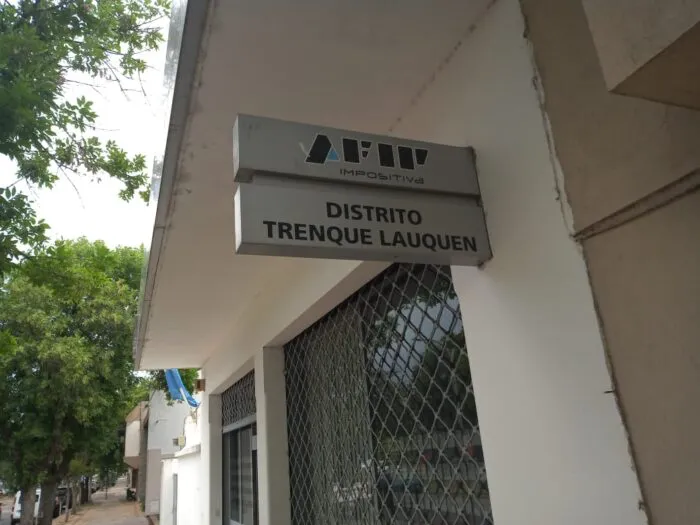 AFIP
IMPOSITIVA
DISTRITO
TRENQUE LAUQUEN